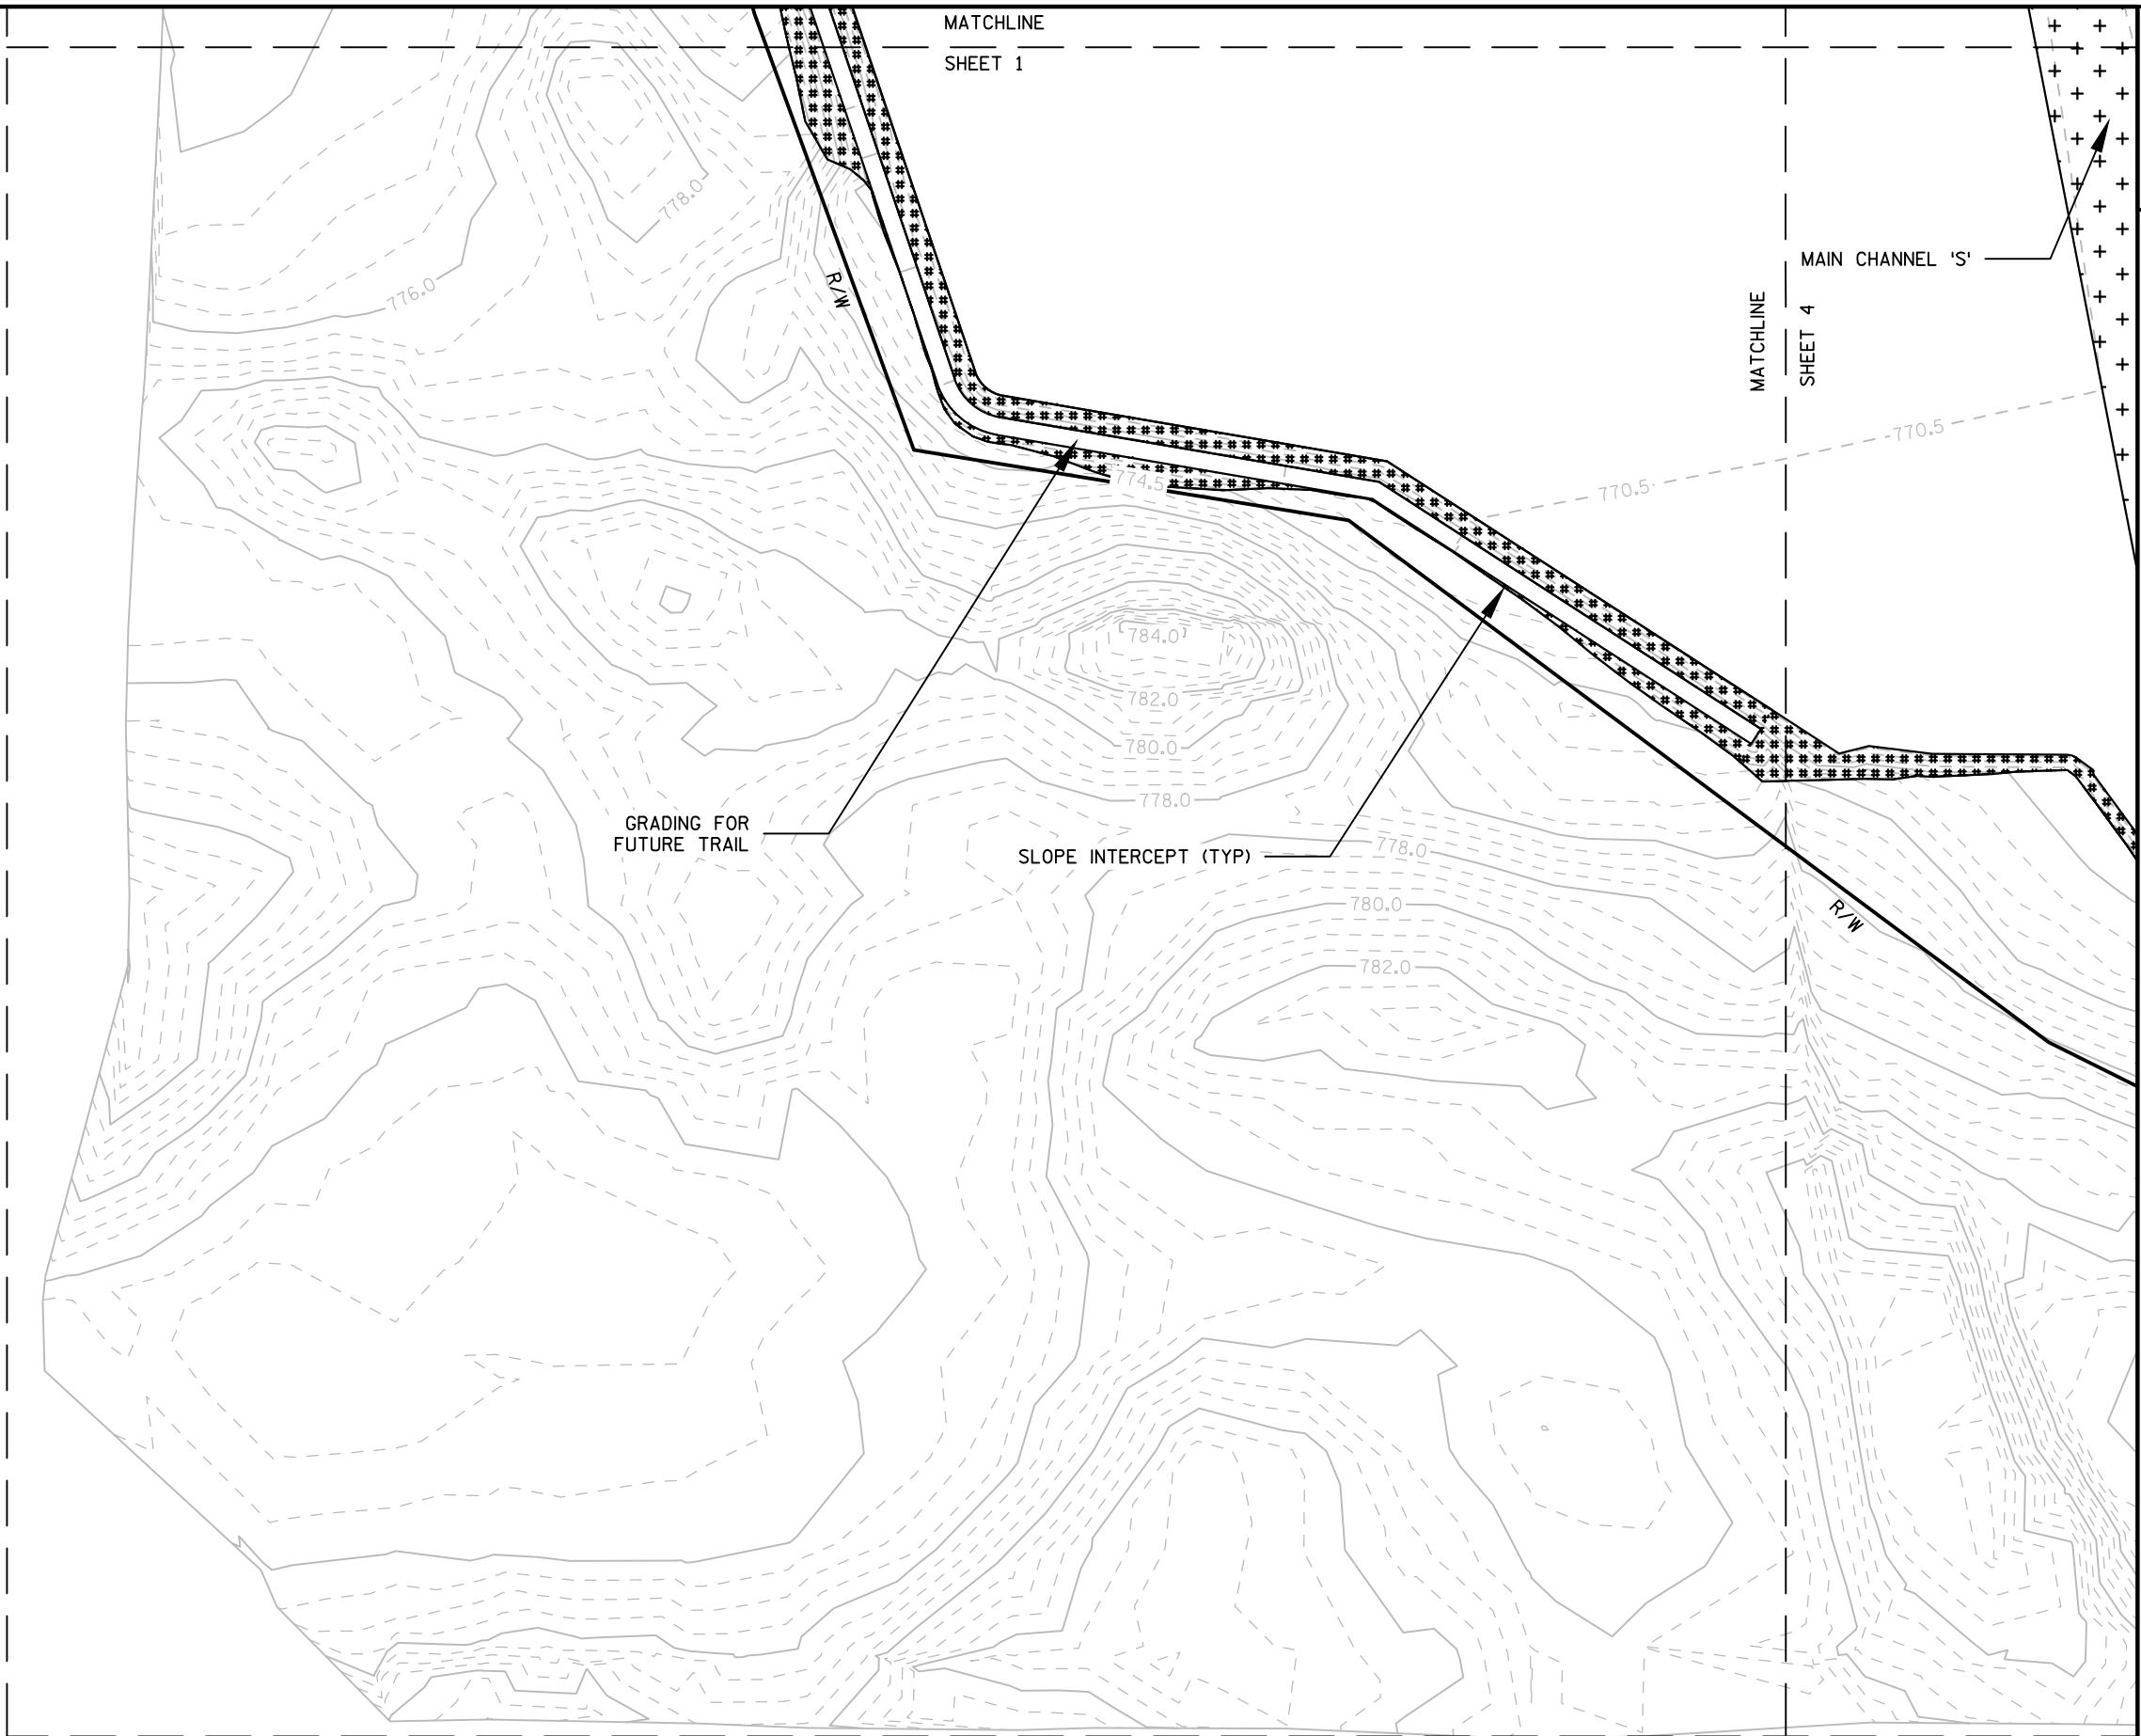 MATCHLINE
SHEET 1
778.0
MAIN CHANNEL 'S'
R/W
776.0
MATCHLINE
SHEET 4
770.5
774.5
770.5
784.0
782.0
780.0
778.0
GRADING FOR
FUTURE TRAIL
SLOPE INTERCEPT (TYP)
778.0
780.0
R/W
782.0